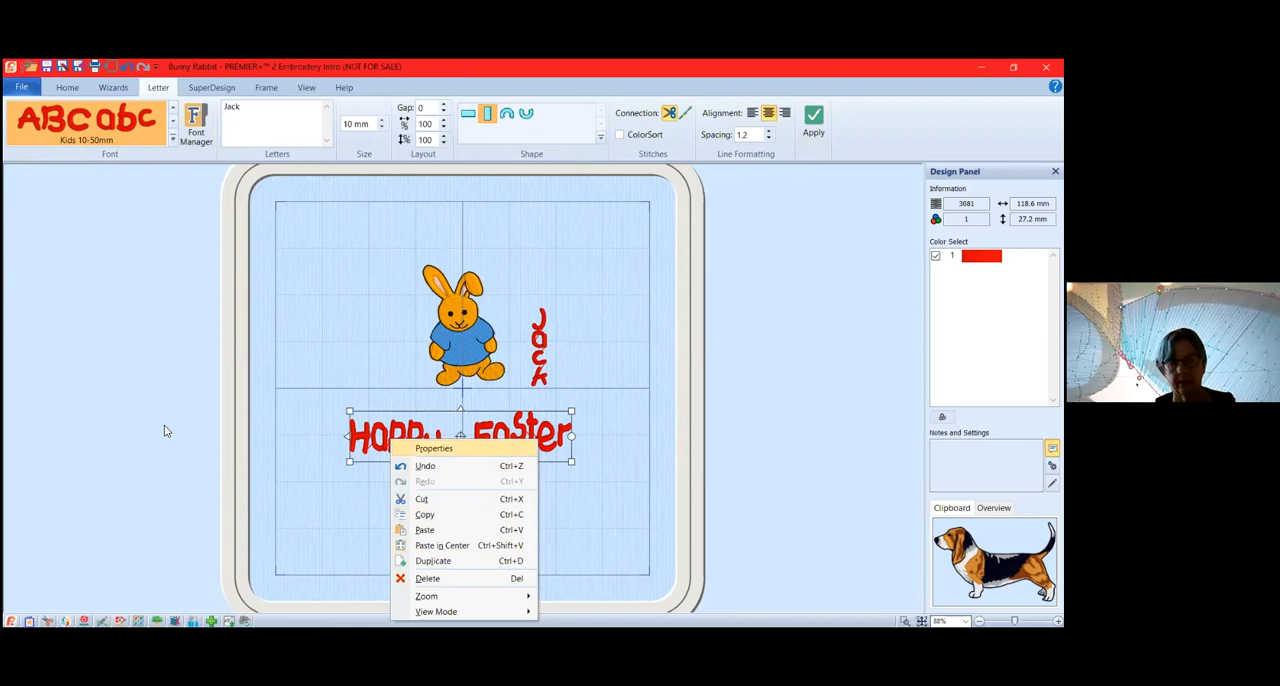 Bunny Rabbit - PREMIER+™ 2 Embroidery Intro (NOT FOR SALE)
File Home Wizards Letter SuperDesign Frame View Help
ABC abc
Kids 10-50mm
Font Manager
Font
Jack
Letters
10 mm
Size
Gap: 0
% 100
% 100
Layout
Shape
Connection:
ColorSort
Stitches
Alignment:
Spacing: 1.2
Line Formatting
Apply
Design Panel
Information
3081 118.6 mm
1 27.2 mm
Color Select
1
Notes and Settings
Clipboard Overview
Jack
Happy Easter
Properties
Undo Ctrl+Z
Redo Ctrl+Y
Cut Ctrl+X
Copy Ctrl+C
Paste Ctrl+V
Paste in Center Ctrl+Shift+V
Duplicate Ctrl+D
Delete Del
Zoom
View Mode
88%